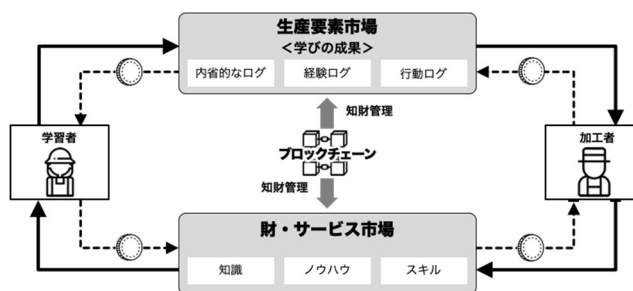 生産要素市場
＜学びの成果＞
内省的なログ
経験ログ
行動ログ
知財管理
学習者
加工者
ブロックチェーン
知財管理
財・サービス市場
知識
ノウハウ
スキル